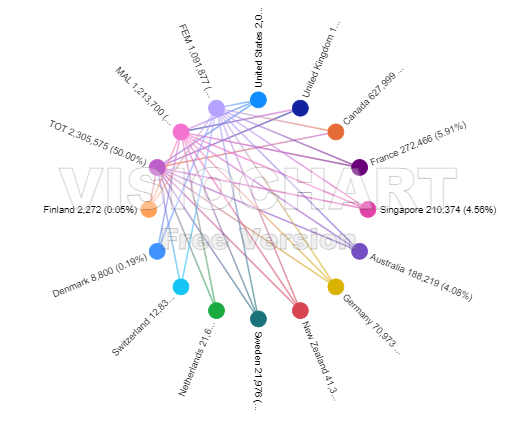 United States 2,0...
United Kingdom 1...
Canada 627,999 ...
France 272,466 (5.91%)
Singapore 210,374 (4.56%)
Australia 188,219 (4.08%)
Germany 70,973 ...
New Zealand 41,3...
Sweden 21,976 (...
Netherlands 21,6...
Switzerland 12,83...
Denmark 8,800 (0.19%)
Finland 2,272 (0.05%)
TOT 2,305,575 (50.00%)
MAL 1,213,700 (...
FEM 1,091,877 (...
VISTOCHART
Free Version